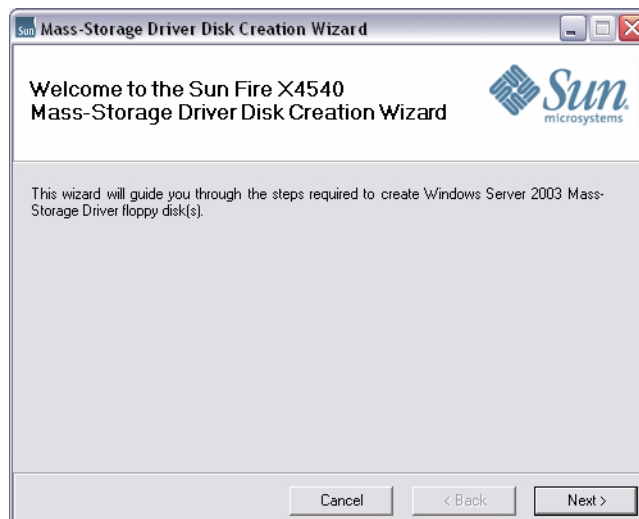 Sun Mass-Storage Driver Disk Creation Wizard
Welcome to the Sun Fire X4540
Mass-Storage Driver Disk Creation Wizard
Sun
microsystems
This wizard will guide you through the steps required to create Windows Server 2003 Mass-
Storage Driver floppy disk(s).
Cancel
< Back
Next >